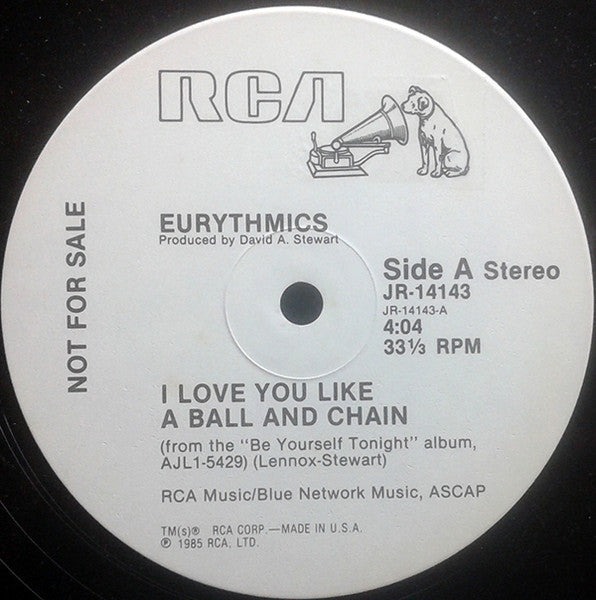 RCA
NOT FOR SALE
EURYTHMICS
Produced by David A. Stewart
Side A Stereo
JR-14143
JR-14143-A
4:04
33⅓ RPM
I LOVE YOU LIKE
A BALL AND CHAIN
(from the "Be Yourself Tonight" album,
AJL1-5429) (Lennox-Stewart)
RCA Music/Blue Network Music, ASCAP
TM(s)® RCA CORP.—MADE IN U.S.A.
℗ 1985 RCA, LTD.